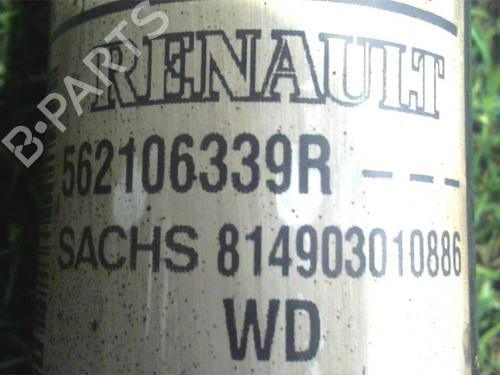 RENAULT
B-PARTS
562106339R ---
SACHS 814903010886
WD